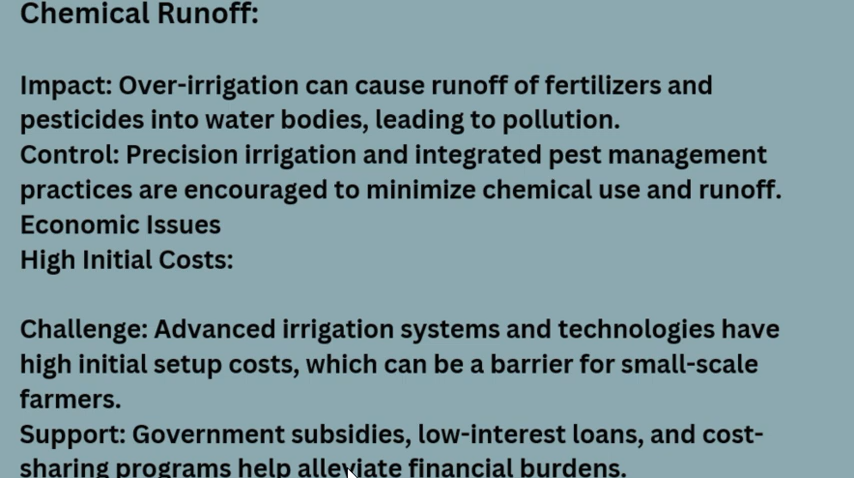 Chemical Runoff:
Impact: Over-irrigation can cause runoff of fertilizers and
pesticides into water bodies, leading to pollution.
Control: Precision irrigation and integrated pest management
practices are encouraged to minimize chemical use and runoff.
Economic Issues
High Initial Costs:
Challenge: Advanced irrigation systems and technologies have
high initial setup costs, which can be a barrier for small-scale
farmers.
Support: Government subsidies, low-interest loans, and cost-
sharing programs help alleviate financial burdens.